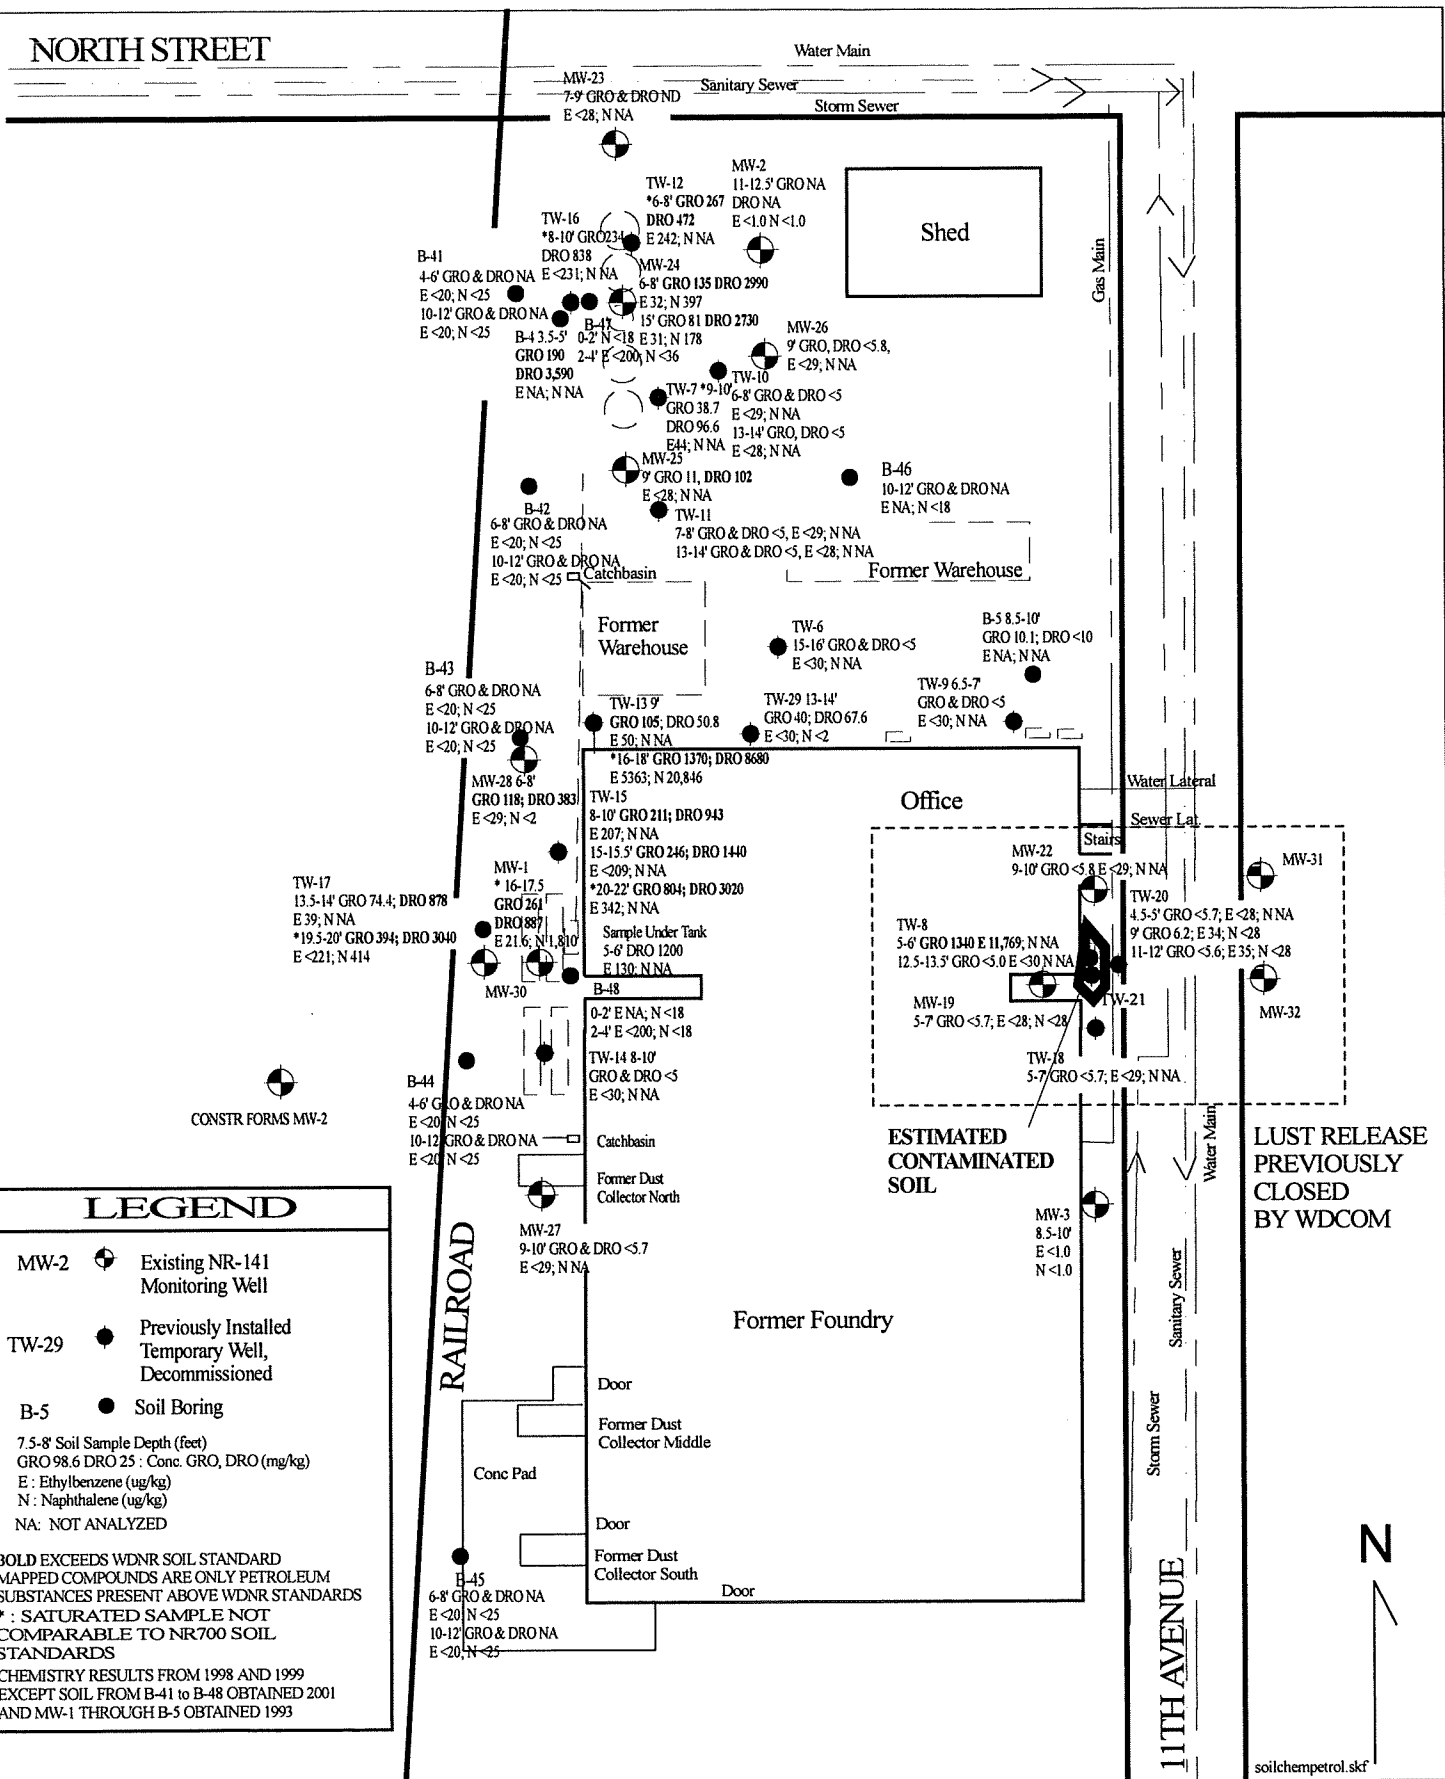 NORTH STREET
Water Main
Sanitary Sewer
Storm Sewer
MW-23
7-9' GRO & DRO ND
E <28; N NA
MW-2
11-12.5' GRO NA
DRO NA
E <1.0 N <1.0
TW-12
*6-8' GRO 267
DRO 472
E 242; N NA
Shed
Gas Main
TW-16
*8-10' GRO234
DRO 838
E <231; N NA
B-41
4-6' GRO & DRO NA
E <20; N <25
10-12' GRO & DRO NA
E <20; N <25
MW-24
6-8' GRO 135 DRO 2990
E 32; N 397
15' GRO 81 DRO 2730
E 31; N 178
B-47
0-2' N <18
2-4' E <200; N <36
B-4 3.5-5'
GRO 190
DRO 3,590
E NA; N NA
MW-26
9' GRO, DRO <5.8,
E <29; N NA
TW-10
6-8' GRO & DRO <5
E <29; N NA
13-14' GRO, DRO <5
E <28; N NA
TW-7 *9-10'
GRO 38.7
DRO 96.6
E44; N NA
MW-25
9' GRO 11, DRO 102
E <28; N NA
B-46
10-12' GRO & DRO NA
E NA; N <18
TW-11
7-8' GRO & DRO <5, E <29; N NA
13-14' GRO & DRO <5, E <28; N NA
B-42
6-8' GRO & DRO NA
E <20; N <25
10-12' GRO & DRO NA
E <20; N <25
Catchbasin
Former Warehouse
Former
Warehouse
TW-6
15-16' GRO & DRO <5
E <30; N NA
B-5 8.5-10'
GRO 10.1; DRO <10
E NA; N NA
TW-9 6.5-7'
GRO & DRO <5
E <30; N NA
B-43
6-8' GRO & DRO NA
E <20; N <25
10-12' GRO & DRO NA
E <20; N <25
TW-13 9'
GRO 105; DRO 50.8
E 50; N NA
*16-18' GRO 1370; DRO 8680
E 5363; N 20,846
TW-29 13-14'
GRO 40; DRO 67.6
E <30; N <2
MW-28 6-8'
GRO 118; DRO 383
E <29; N <2
TW-15
8-10' GRO 211; DRO 943
E 207; N NA
15-15.5' GRO 246; DRO 1440
E <209; N NA
*20-22' GRO 804; DRO 3020
E 342; N NA
Office
Water Lateral
Sewer Lat.
Stairs
MW-22
9-10' GRO <5.8 E <29; N NA
MW-31
MW-1
* 16-17.5
GRO 261
DRO 887
E 21.6; N 1,810
TW-17
13.5-14' GRO 74.4; DRO 878
E 39; N NA
*19.5-20' GRO 394; DRO 3040
E <221; N 414
TW-20
4.5-5' GRO <5.7, E <28; N NA
9' GRO 6.2; E 34; N <28
11-12' GRO <5.6; E 35; N <28
TW-8
5-6' GRO 1340 E 11,769; N NA
12.5-13.5' GRO <5.0 E <30 N NA
Sample Under Tank
5-6' DRO 1200
E 130; N NA
MW-30
B-48
0-2' E NA; N <18
2-4' E <200; N <18
MW-19
5-7' GRO <5.7; E <28; N <28
TW-21
MW-32
TW-14 8-10'
GRO & DRO <5
E <30; N NA
TW-18
5-7' GRO <5.7; E <29; N NA
CONSTR FORMS MW-2
B-44
4-6' GRO & DRO NA
E <20; N <25
10-12' GRO & DRO NA
E <20; N <25
Catchbasin
Former Dust
Collector North
ESTIMATED
CONTAMINATED
SOIL
LUST RELEASE
PREVIOUSLY
CLOSED
BY WDCOM
Water Main
MW-27
9-10' GRO & DRO <5.7
E <29; N NA
MW-3
8.5-10'
E <1.0
N <1.0
RAILROAD
Former Foundry
Sanitary Sewer
Storm Sewer
Door
Former Dust
Collector Middle
Conc Pad
Door
Former Dust
Collector South
Door
B-45
6-8' GRO & DRO NA
E <20; N <25
10-12' GRO & DRO NA
E <20; N <25
11TH AVENUE
N
soilchempetrol.skf
LEGEND
MW-2 Existing NR-141
Monitoring Well
TW-29 Previously Installed
Temporary Well,
Decommissioned
B-5 Soil Boring
7.5-8' Soil Sample Depth (feet)
GRO 98.6 DRO 25 : Conc. GRO, DRO (mg/kg)
E : Ethylbenzene (ug/kg)
N : Naphthalene (ug/kg)
NA: NOT ANALYZED
BOLD EXCEEDS WDNR SOIL STANDARD
MAPPED COMPOUNDS ARE ONLY PETROLEUM
SUBSTANCES PRESENT ABOVE WDNR STANDARDS
* : SATURATED SAMPLE NOT
COMPARABLE TO NR700 SOIL
STANDARDS
CHEMISTRY RESULTS FROM 1998 AND 1999
EXCEPT SOIL FROM B-41 to B-48 OBTAINED 2001
AND MW-1 THROUGH B-5 OBTAINED 1993